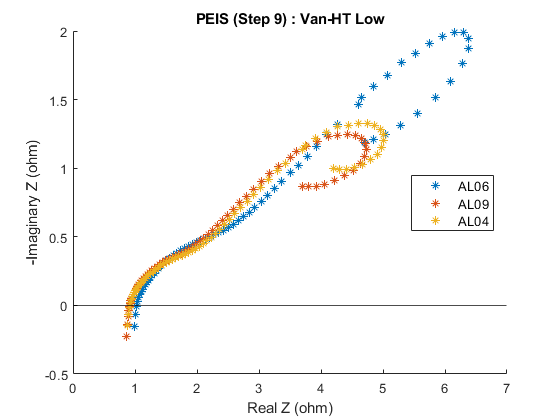 PEIS (Step 9) : Van-HT Low
2
1.5
1
0.5
0
-0.5
-Imaginary Z (ohm)
AL06
AL09
AL04
0 1 2 3 4 5 6 7
Real Z (ohm)